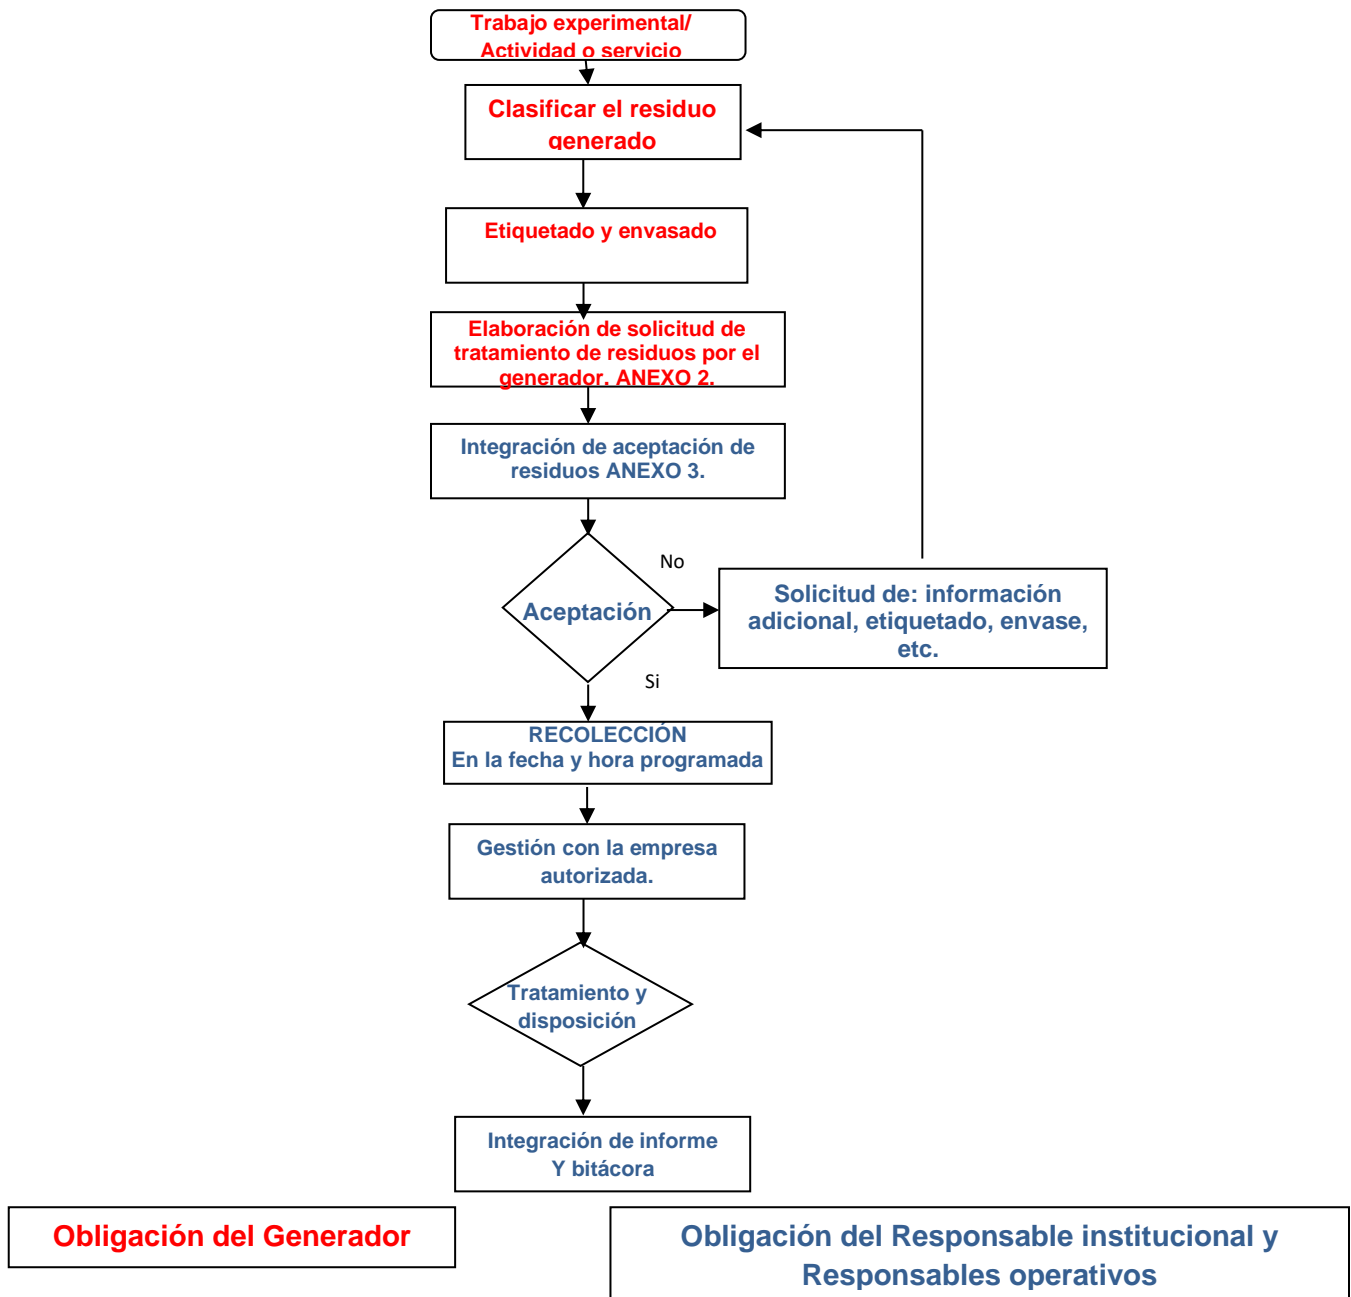 Trabajo experimental/
Actividad o servicio
Clasificar el residuo
generado
Etiquetado y envasado
Elaboración de solicitud de
tratamiento de residuos por el
generador. ANEXO 2.
Integración de aceptación de
residuos ANEXO 3.
No
Aceptación
Solicitud de: información
adicional, etiquetado, envase,
etc.
Si
RECOLECCIÓN
En la fecha y hora programada
Gestión con la empresa
autorizada.
Tratamiento y
disposición
Integración de informe
Y bitácora
Obligación del Generador
Obligación del Responsable institucional y
Responsables operativos